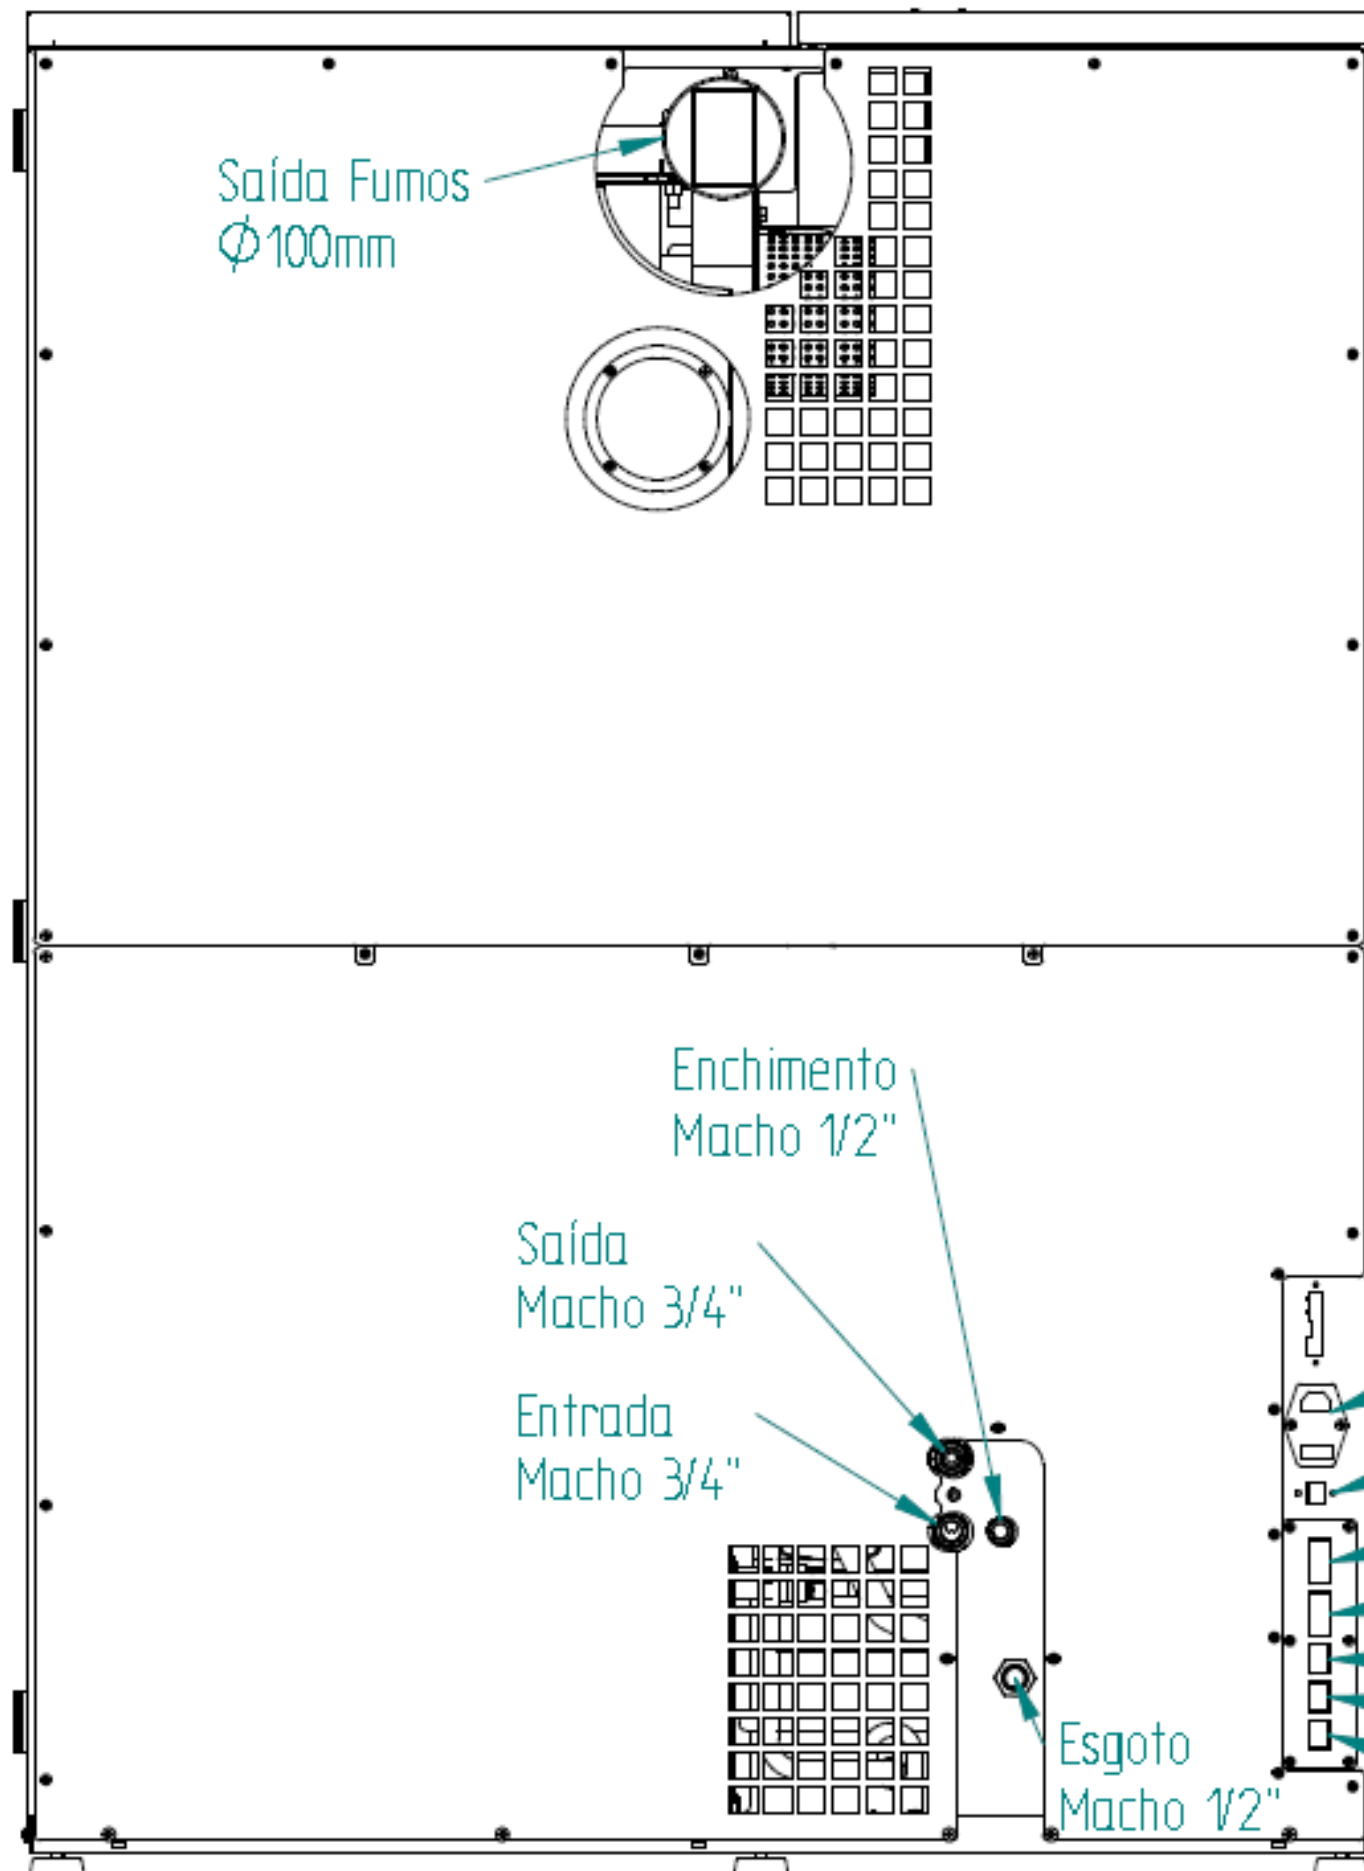 Saída Fumos
Ø100mm
Enchimento
Macho 1/2"
Saída
Macho 3/4"
Entrada
Macho 3/4"
Esgoto
Macho 1/2"